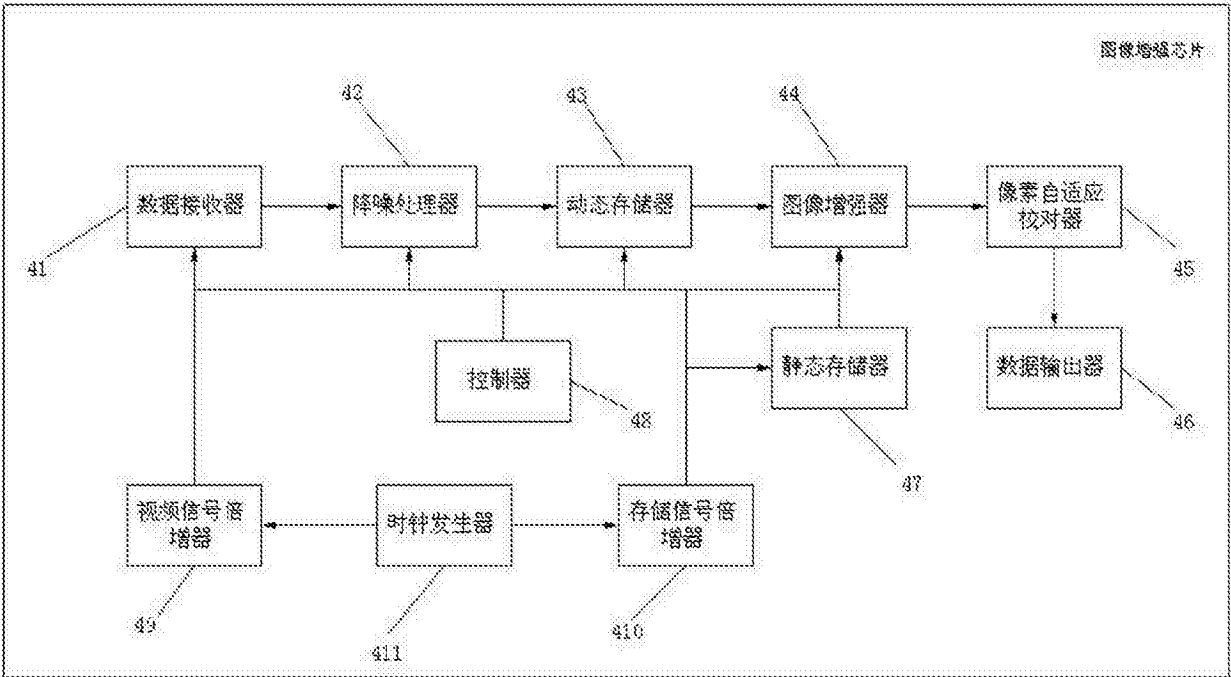 图像增强芯片
42
43
44
数据接收器
降噪处理器
动态存储器
图像增强器
像素自适应
校对器
41
45
控制器
静态存储器
数据输出器
48
46
47
视频信号倍
增器
时钟发生器
存储信号倍
增器
49
411
410